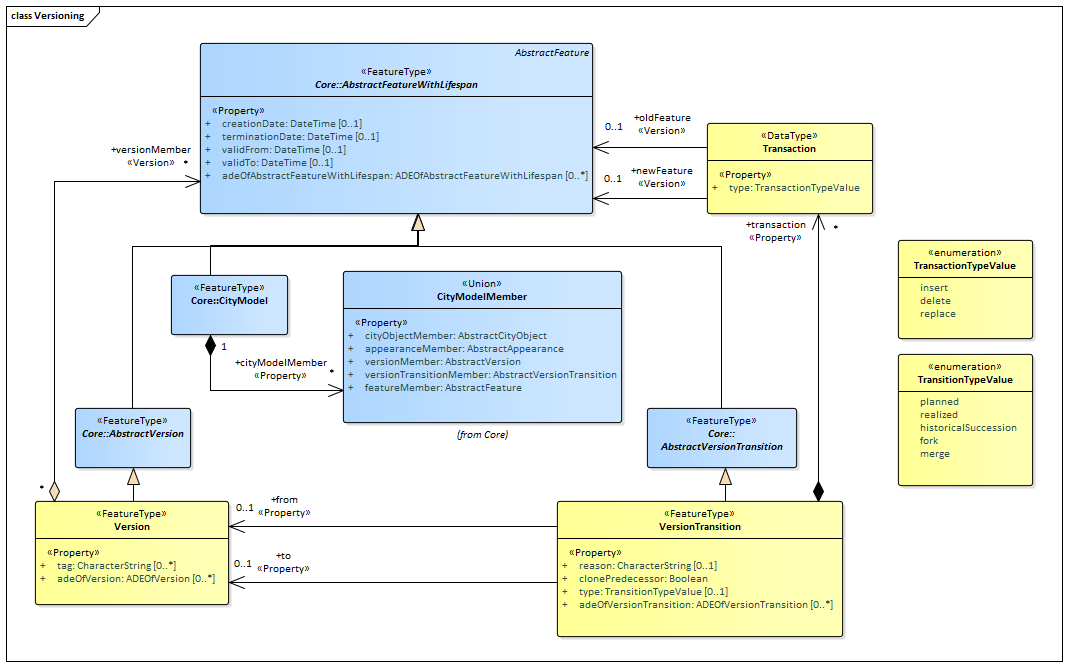 class Versioning
AbstractFeature
«FeatureType»
Core::AbstractFeatureWithLifespan
«Property»
+ creationDate: DateTime [0..1]
+ terminationDate: DateTime [0..1]
+ validFrom: DateTime [0..1]
+ validTo: DateTime [0..1]
+ adeOfAbstractFeatureWithLifespan: ADEOfAbstractFeatureWithLifespan [0..*]
+oldFeature
0..1 «Version»
+newFeature
0..1 «Version»
«DataType»
Transaction
«Property»
+ type: TransactionTypeValue
+versionMember
«Version» *
+transaction
«Property» *
«enumeration»
TransactionTypeValue
insert
delete
replace
«FeatureType»
Core::CityModel
1
+cityModelMember
«Property» *
«Union»
CityModelMember
«Property»
+ cityObjectMember: AbstractCityObject
+ appearanceMember: AbstractAppearance
+ versionMember: AbstractVersion
+ versionTransitionMember: AbstractVersionTransition
+ featureMember: AbstractFeature
(from Core)
«enumeration»
TransitionTypeValue
planned
realized
historicalSuccession
fork
merge
«FeatureType»
Core::AbstractVersion
«FeatureType»
Core::
AbstractVersionTransition
*
«FeatureType»
Version
«Property»
+ tag: CharacterString [0..*]
+ adeOfVersion: ADEOfVersion [0..*]
+from
0..1 «Property»
+to
0..1 «Property»
«FeatureType»
VersionTransition
«Property»
+ reason: CharacterString [0..1]
+ clonePredecessor: Boolean
+ type: TransitionTypeValue [0..1]
+ adeOfVersionTransition: ADEOfVersionTransition [0..*]